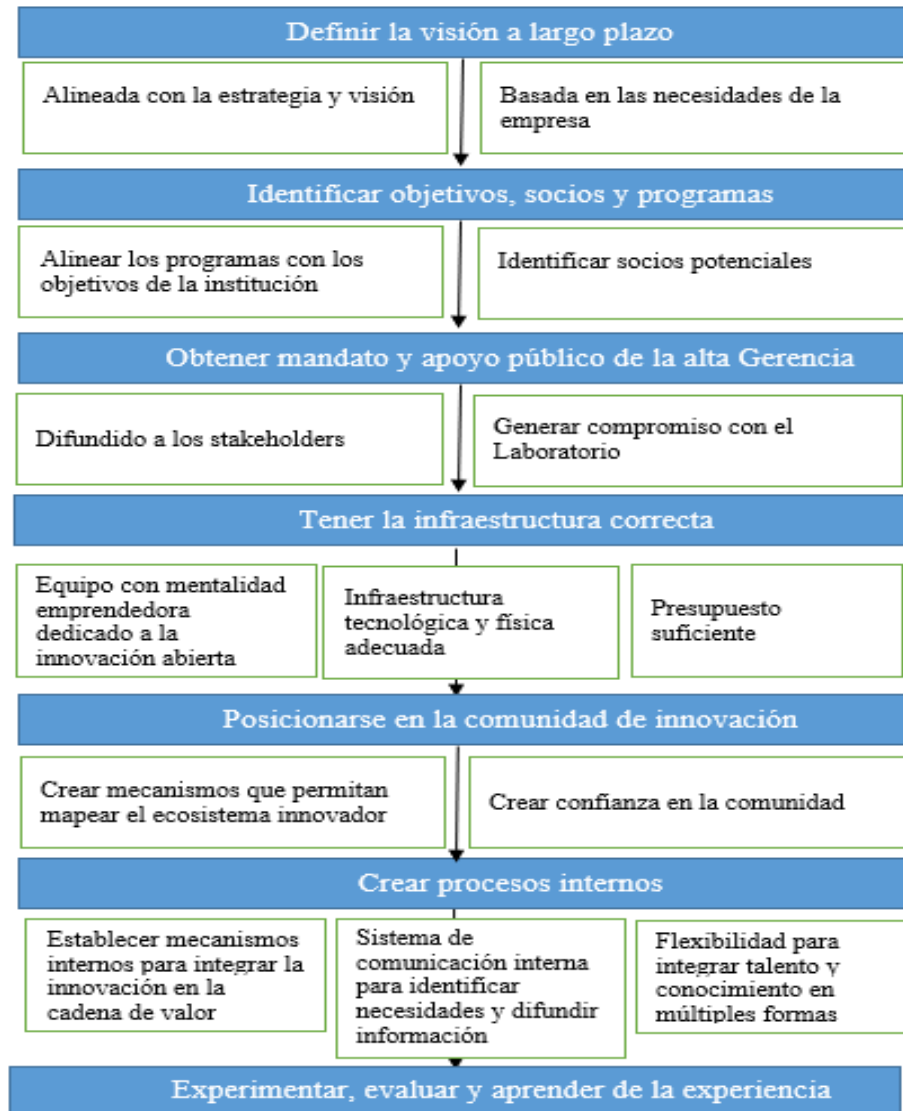 Definir la visión a largo plazo
Alineada con la estrategia y visión
Basada en las necesidades de la
empresa
Identificar objetivos, socios y programas
Alinear los programas con los
objetivos de la institución
Identificar socios potenciales
Obtener mandato y apoyo público de la alta Gerencia
Difundido a los stakeholders
Generar compromiso con el
Laboratorio
Tener la infraestructura correcta
Equipo con mentalidad
emprendedora
dedicado a la
innovación abierta
Infraestructura
tecnológica y física
adecuada
Presupuesto
suficiente
Posicionarse en la comunidad de innovación
Crear mecanismos que permitan
mapear el ecosistema innovador
Crear confianza en la comunidad
Crear procesos internos
Establecer mecanismos
internos para integrar la
innovación en la
cadena de valor
Sistema de
comunicación interna
para identificar
necesidades y difundir
información
Flexibilidad para
integrar talento y
conocimiento en
múltiples formas
Experimentar, evaluar y aprender de la experiencia